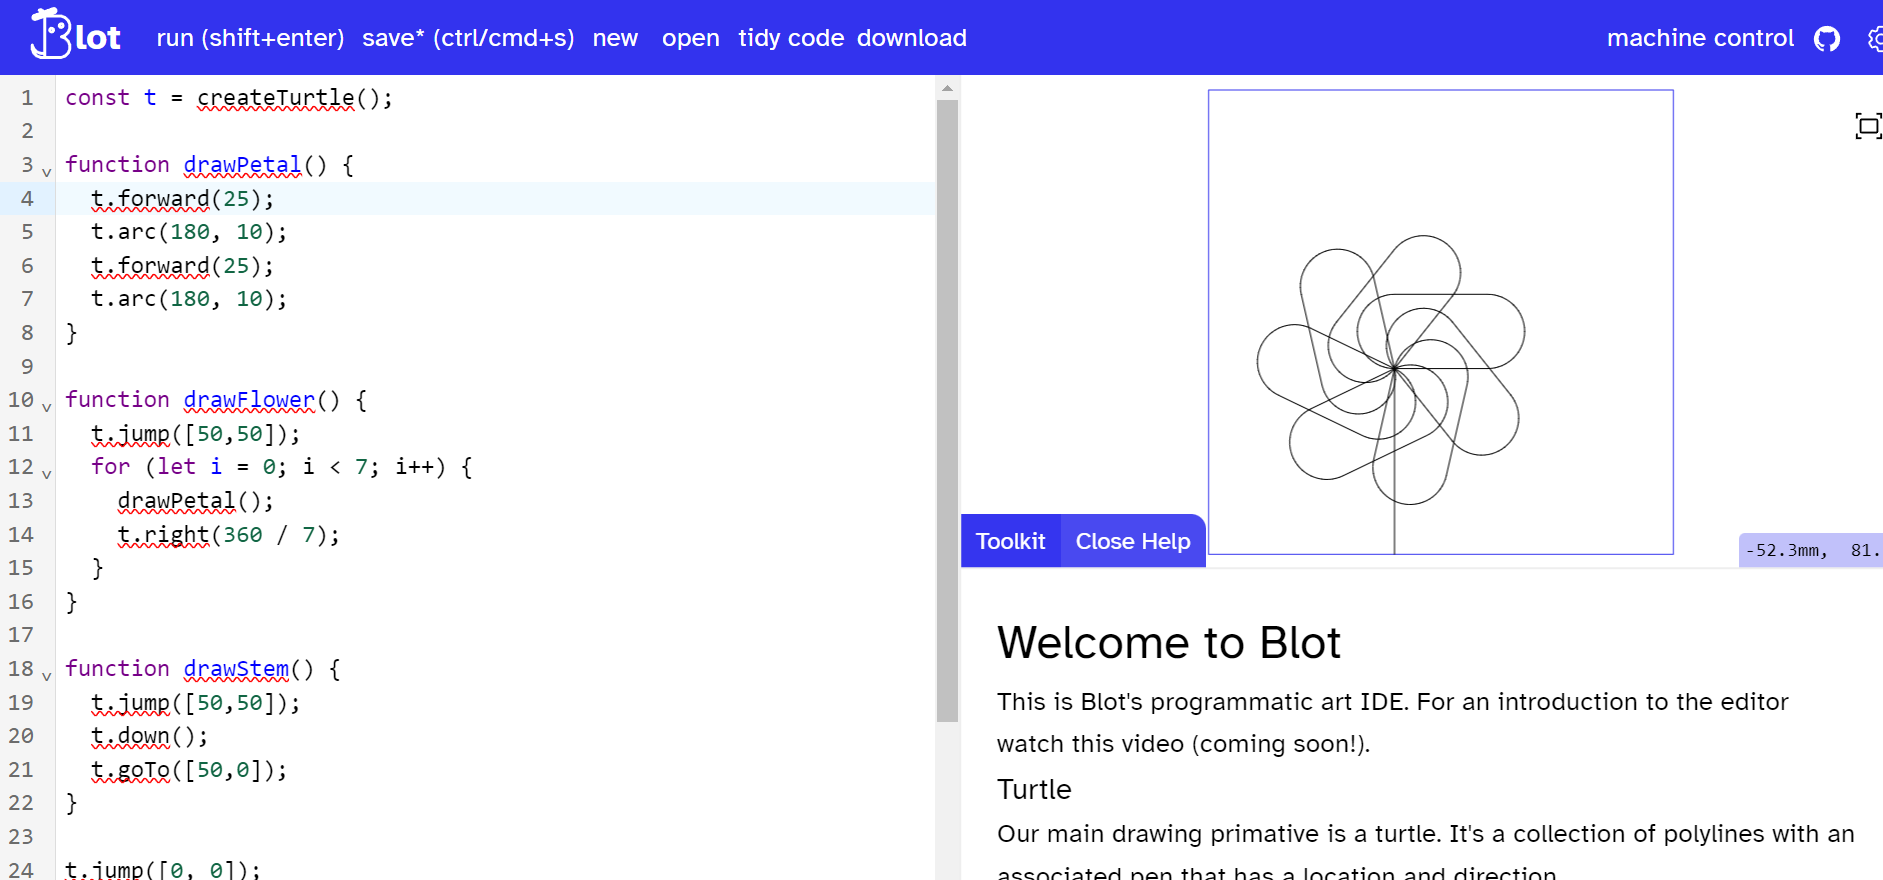 Blot run (shift+enter) save* (ctrl/cmd+s) new open tidy code download machine control
1 const t = createTurtle();
2
3 function drawPetal() {
4 t.forward(25);
5 t.arc(180, 10);
6 t.forward(25);
7 t.arc(180, 10);
8 }
9
10 function drawFlower() {
11 t.jump([50,50]);
12 for (let i = 0; i < 7; i++) {
13 drawPetal();
14 t.right(360 / 7);
15 }
16 }
17
18 function drawStem() {
19 t.jump([50,50]);
20 t.down();
21 t.goTo([50,0]);
22 }
23
24 t.jump([0, 0]);
Toolkit Close Help
-52.3mm, 81.
Welcome to Blot
This is Blot's programmatic art IDE. For an introduction to the editor
watch this video (coming soon!).
Turtle
Our main drawing primative is a turtle. It's a collection of polylines with an
associated pen that has a location and direction.